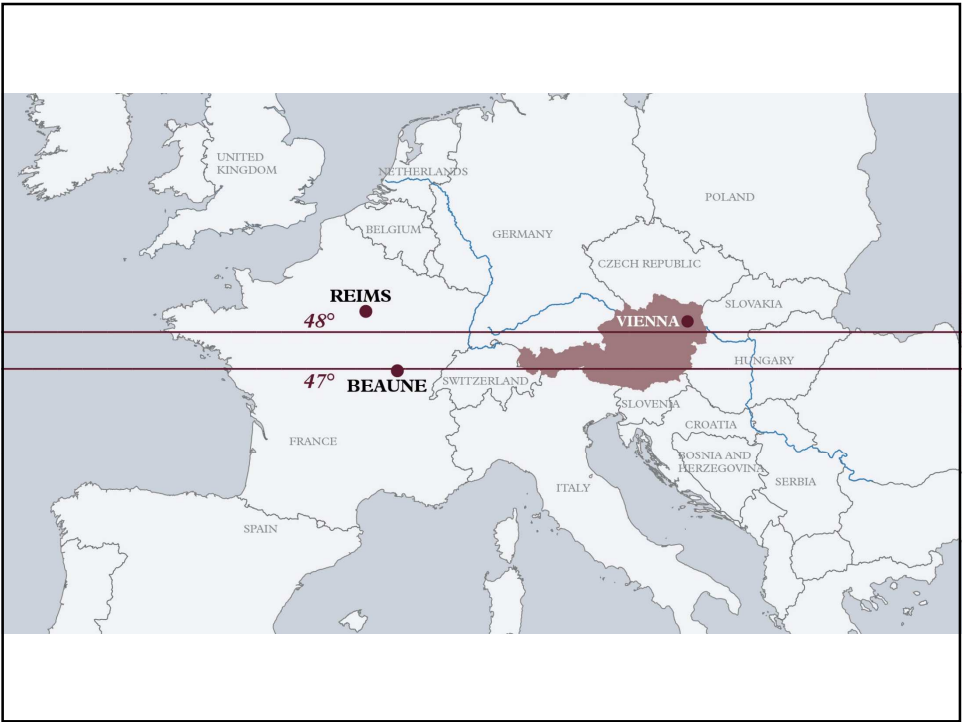 UNITED
KINGDOM
NETHERLANDS
POLAND
BELGIUM
GERMANY
CZECH REPUBLIC
REIMS
SLOVAKIA
48°
VIENNA
HUNGARY
47°
BEAUNE
SWITZERLAND
SLOVENIA
CROATIA
FRANCE
BOSNIA AND
HERZEGOVINA
SERBIA
ITALY
SPAIN